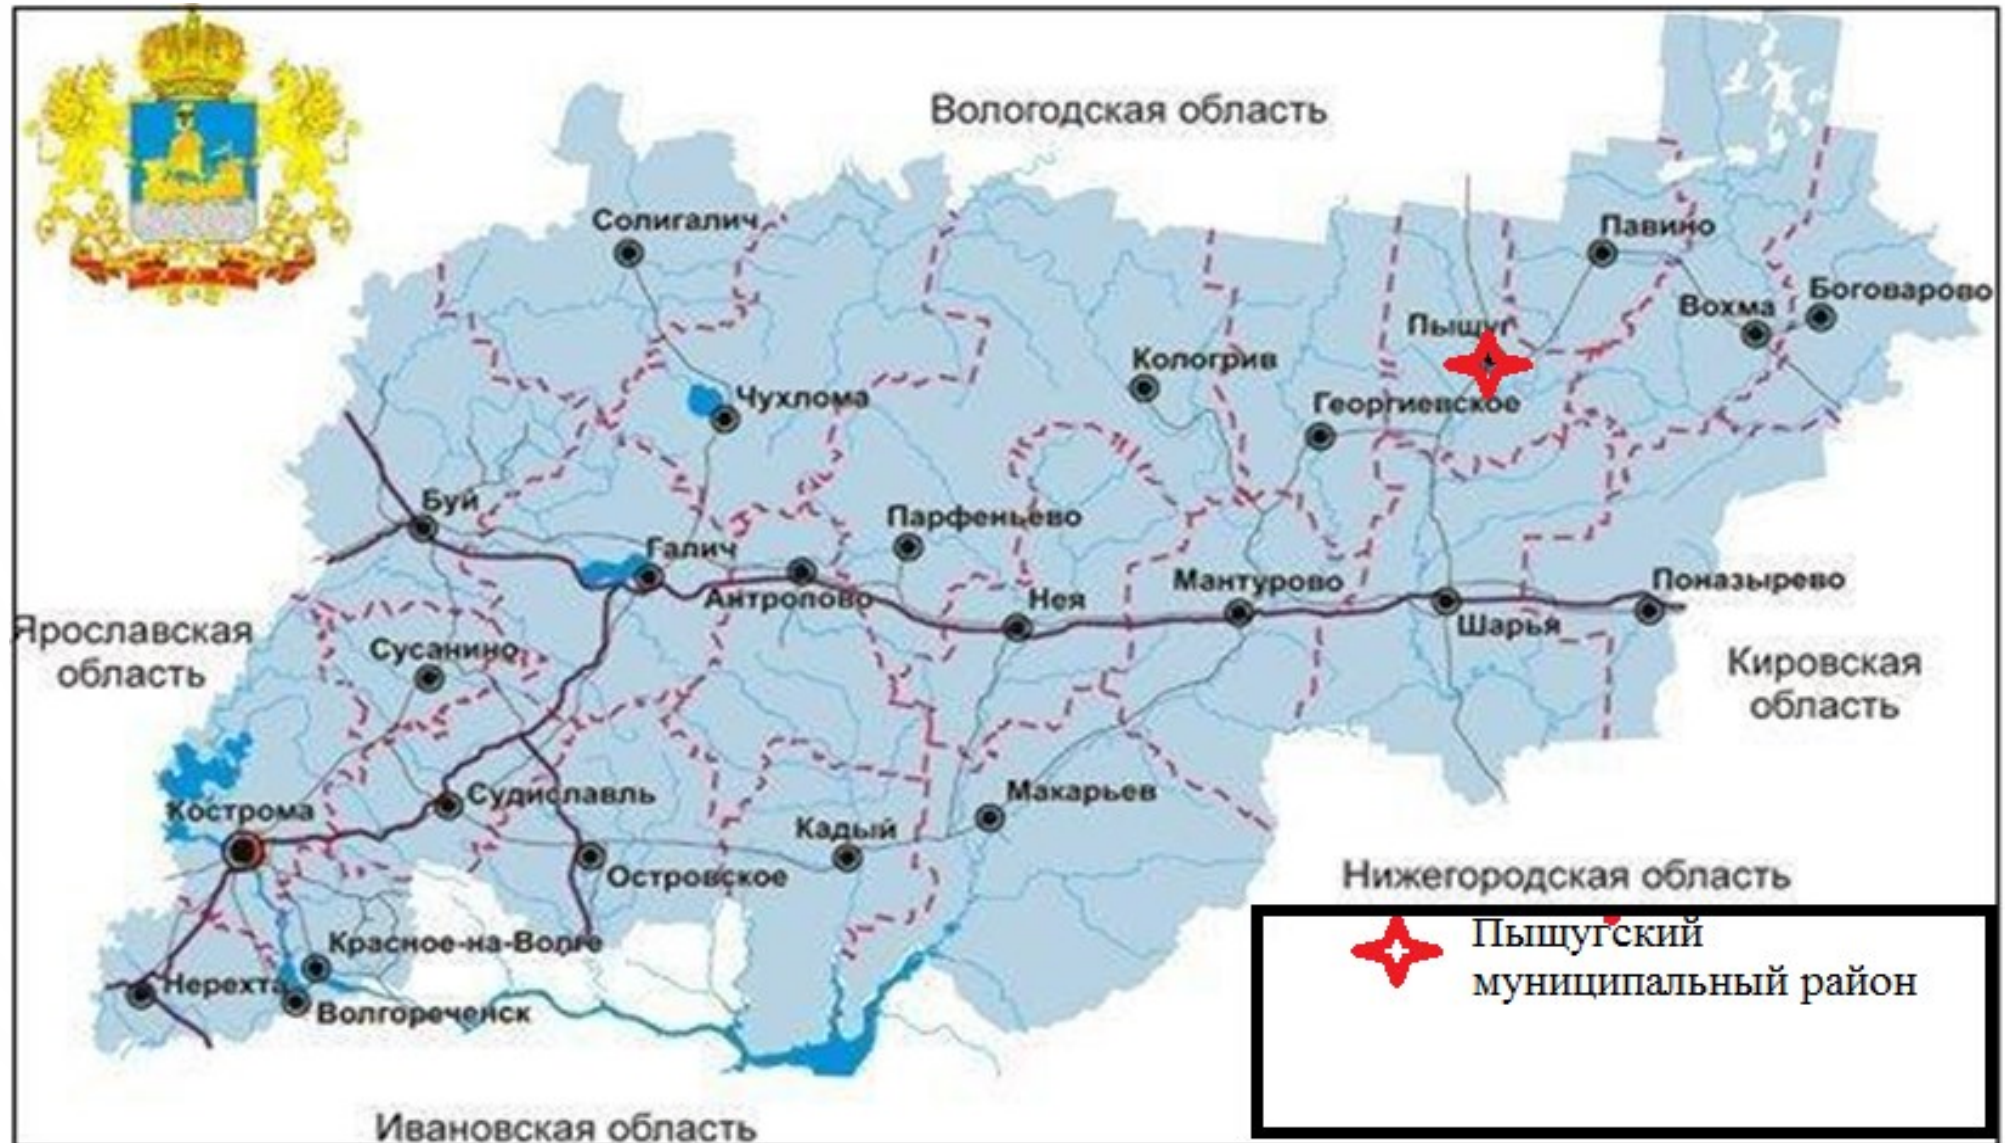 Вологодская область
Солигалич
Павино
Боговарово
Вохма
Пыщуг
Кологрив
Чухлома
Георгиевское
Буй
Парфеньево
Галич
Антропово
Нея
Мантурово
Поназырево
Шарья
Ярославская
область
Сусанино
Кировская
область
Судиславль
Макарьев
Кострома
Кадый
Островское
Нижегородская область
Красное-на-Волге
Нерехта
Волгореченск
Ивановская область
Пыщугский
муниципальный район